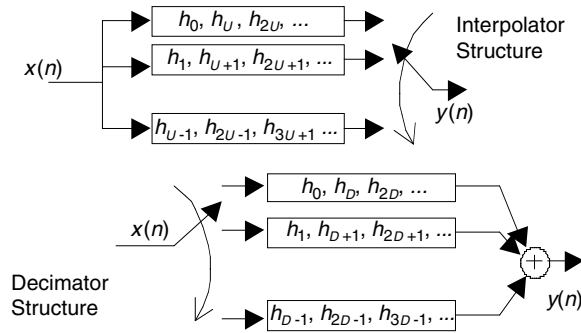 h0, hU, h2U, ...
Interpolator
Structure
x(n)
h1, hU+1, h2U+1, ...
y(n)
hU-1, h2U-1, h3U+1 ...
h0, hD, h2D, ...
x(n)
h1, hD+1, h2D+1, ...
+
Decimator
Structure
y(n)
hD-1, h2D-1, h3D-1, ...